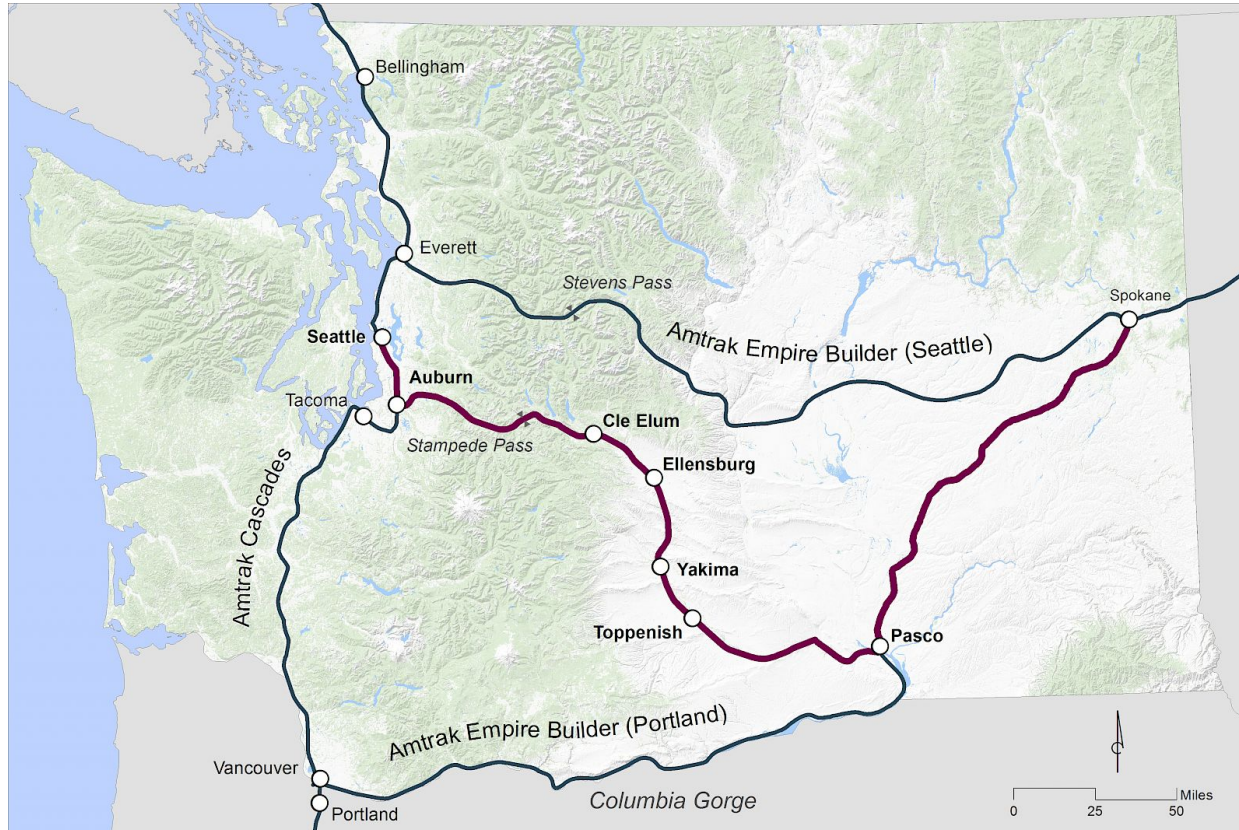 Bellingham
Everett
Stevens Pass
Spokane
Seattle
Amtrak Empire Builder (Seattle)
Auburn
Tacoma
Cle Elum
Stampede Pass
Ellensburg
Amtrak Cascades
Yakima
Toppenish
Pasco
Amtrak Empire Builder (Portland)
Vancouver
Columbia Gorge
Portland
Miles
0 25 50